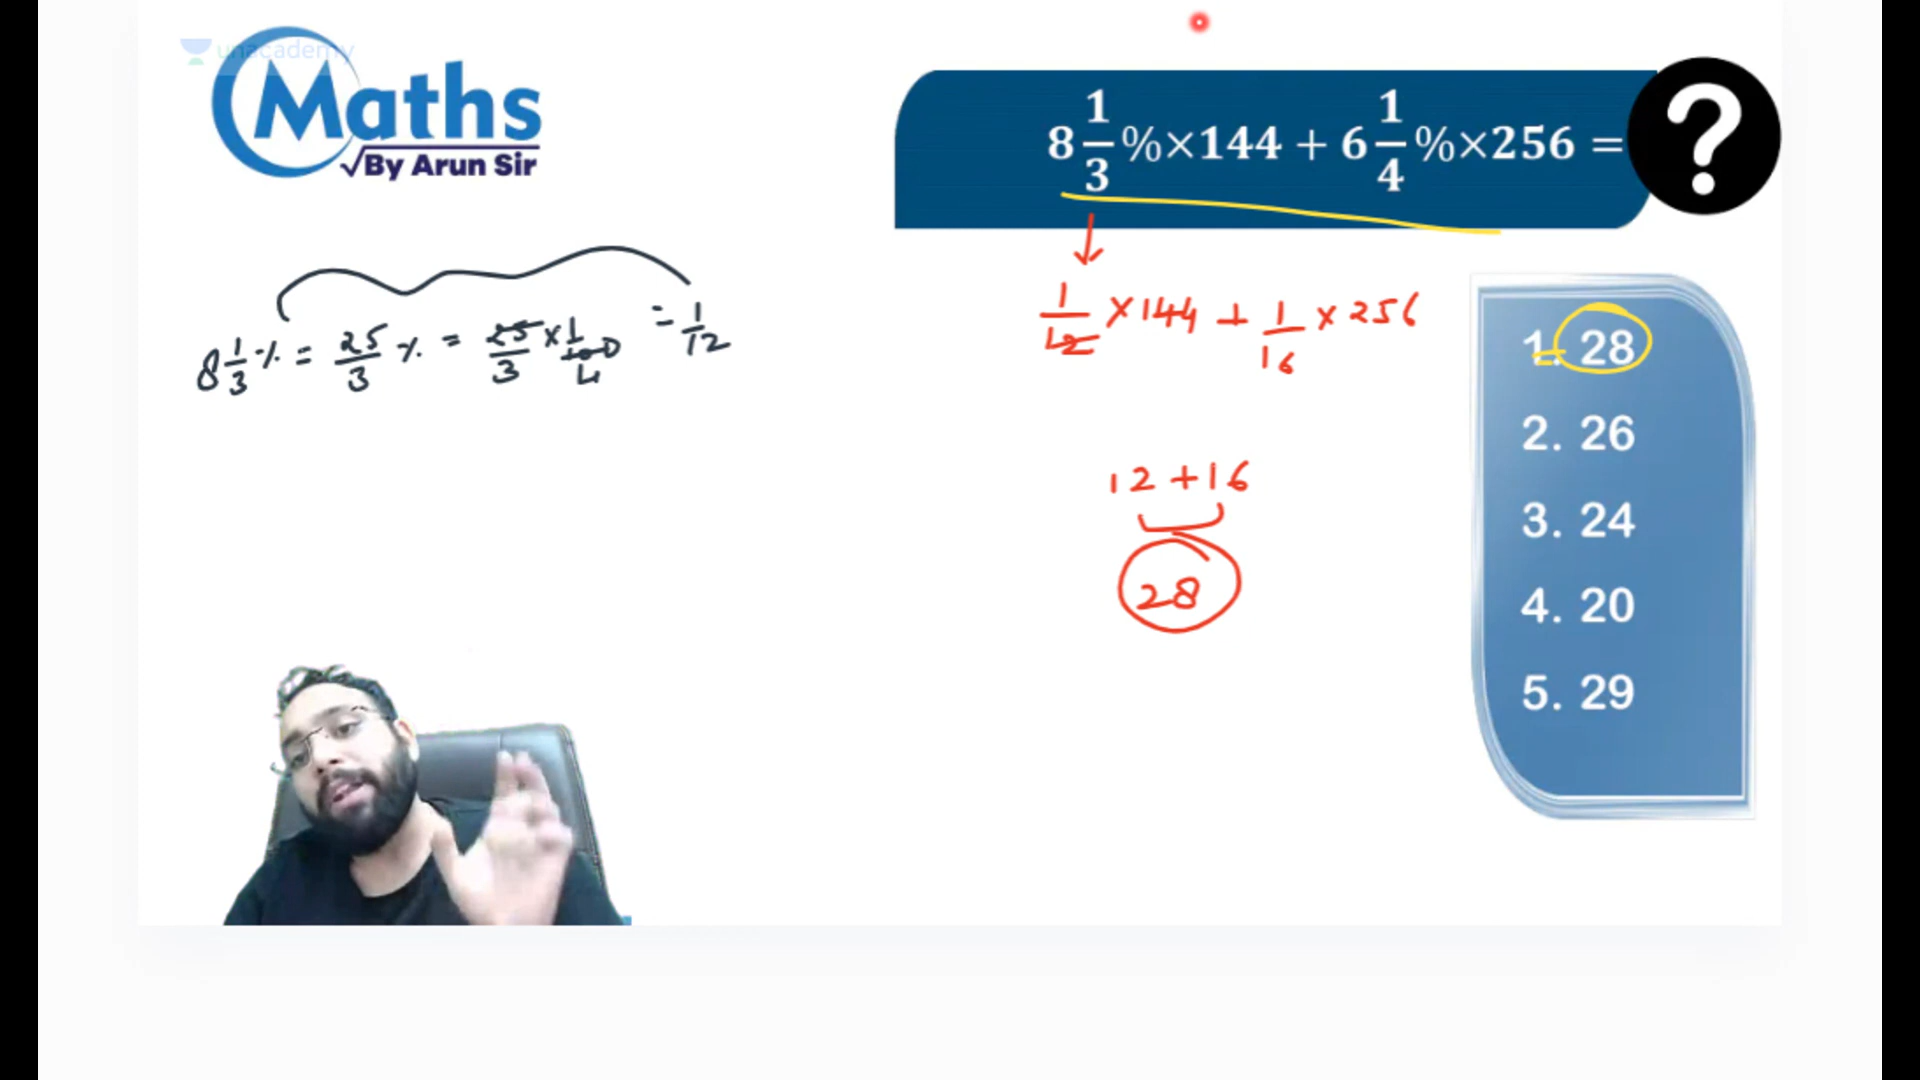 unacademy
Maths
√By Arun Sir
8 1/3 % × 144 + 6 1/4 % × 256 = ?
8 1/3 % = 25/3 % = 25/3 × 1/100 = 1/12
4
1/12 × 144 + 1/16 × 256
12 + 16
28
1. 28
2. 26
3. 24
4. 20
5. 29